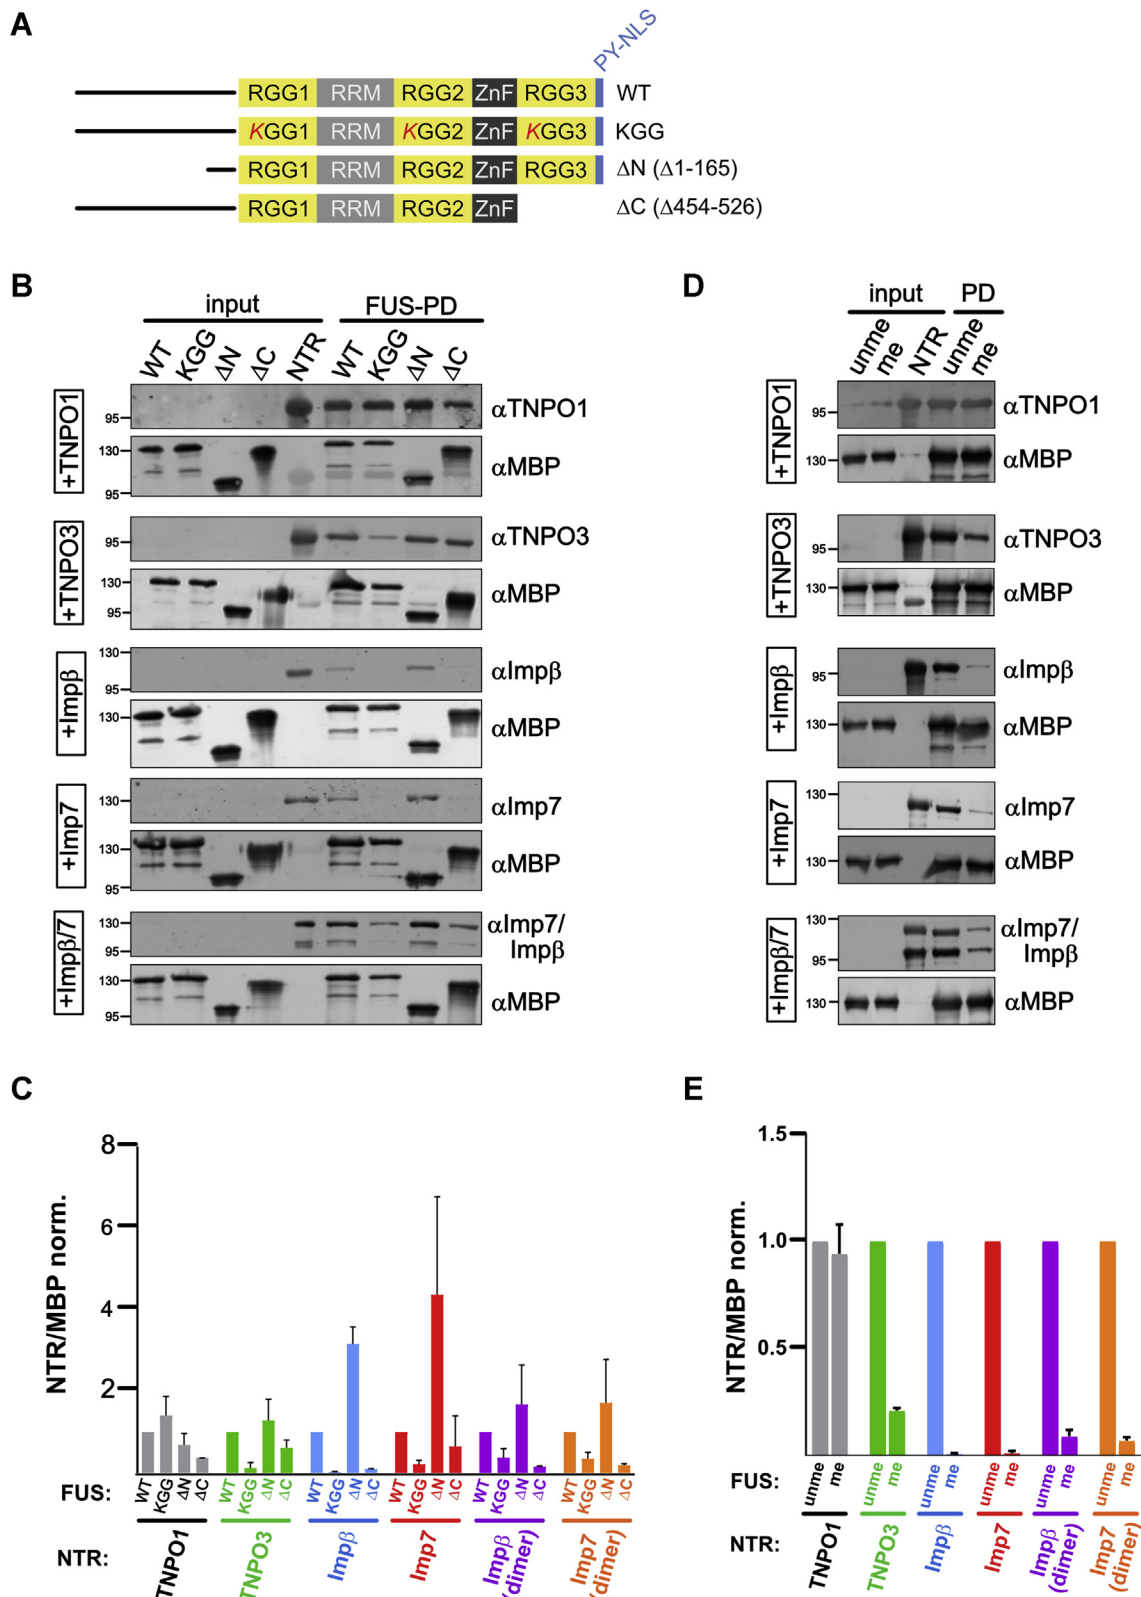 A
PY-NLS
RGG1 RRM RGG2 ZnF RGG3 WT
KGG1 RRM KGG2 ZnF KGG3 KGG
RGG1 RRM RGG2 ZnF RGG3 ΔN (Δ1-165)
RGG1 RRM RGG2 ZnF ΔC (Δ454-526)
B
input FUS-PD
WT KGG ΔN ΔC NTR WT KGG ΔN ΔC
+TNPO1
95 αTNPO1
130
αMBP
95
+TNPO3
95 αTNPO3
130
αMBP
95
+Impβ
130
αImpβ
95
130 αMBP
+Imp7
130 αImp7
130
αMBP
95
+Impβ/7
130 αImp7/
95 Impβ
130
αMBP
95
D
input PD
unme me NTR unme me
+TNPO1
95 αTNPO1
130 αMBP
+TNPO3
αTNPO3
95
130 αMBP
+Impβ
95 αImpβ
130 αMBP
+Imp7
130
αImp7
130 αMBP
+Impβ/7
130 αImp7/
95 Impβ
130 αMBP
C
NTR/MBP norm.
8
6
4
2
FUS: WT KGG ΔN ΔC WT KGG ΔN ΔC WT KGG ΔN ΔC WT KGG ΔN ΔC WT KGG ΔN ΔC WT KGG ΔN ΔC
NTR: TNPO1 TNPO3 Impβ Imp7 Impβ (dimer) Imp7 (dimer)
E
NTR/MBP norm.
1.5
1.0
0.5
FUS: unme me unme me unme me unme me unme me unme me
NTR: TNPO1 TNPO3 Impβ Imp7 Impβ (dimer) Imp7 (dimer)